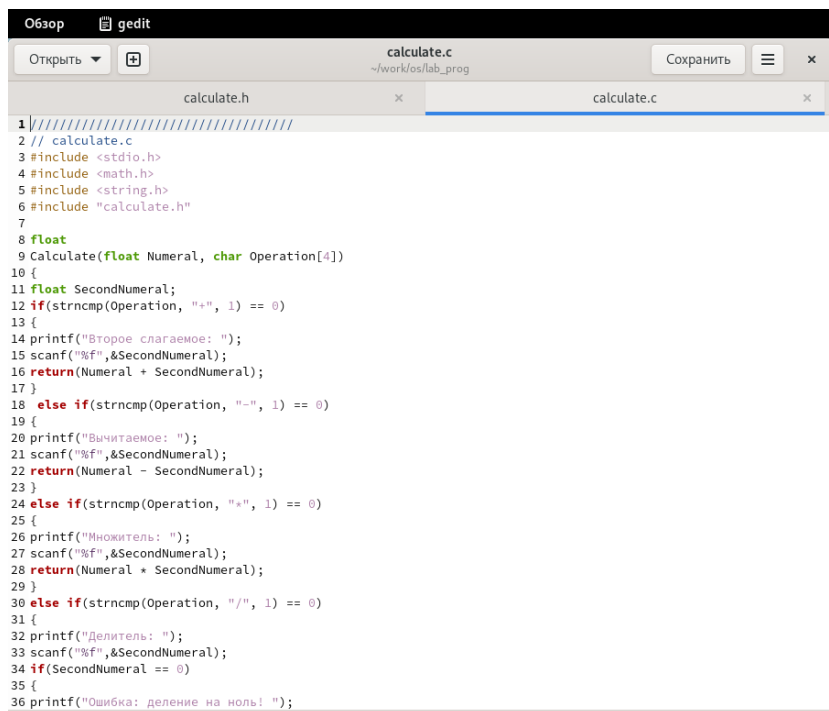 Обзор gedit
Открыть calculate.c Сохранить
~/work/os/lab_prog
calculate.h calculate.c
1 ////////////////////////////////////
2 // calculate.c
3 #include <stdio.h>
4 #include <math.h>
5 #include <string.h>
6 #include "calculate.h"
7
8 float
9 Calculate(float Numeral, char Operation[4])
10 {
11 float SecondNumeral;
12 if(strncmp(Operation, "+", 1) == 0)
13 {
14 printf("Второе слагаемое: ");
15 scanf("%f",&SecondNumeral);
16 return(Numeral + SecondNumeral);
17 }
18  else if(strncmp(Operation, "-", 1) == 0)
19 {
20 printf("Вычитаемое: ");
21 scanf("%f",&SecondNumeral);
22 return(Numeral - SecondNumeral);
23 }
24 else if(strncmp(Operation, "*", 1) == 0)
25 {
26 printf("Множитель: ");
27 scanf("%f",&SecondNumeral);
28 return(Numeral * SecondNumeral);
29 }
30 else if(strncmp(Operation, "/", 1) == 0)
31 {
32 printf("Делитель: ");
33 scanf("%f",&SecondNumeral);
34 if(SecondNumeral == 0)
35 {
36 printf("Ошибка: деление на ноль! ");